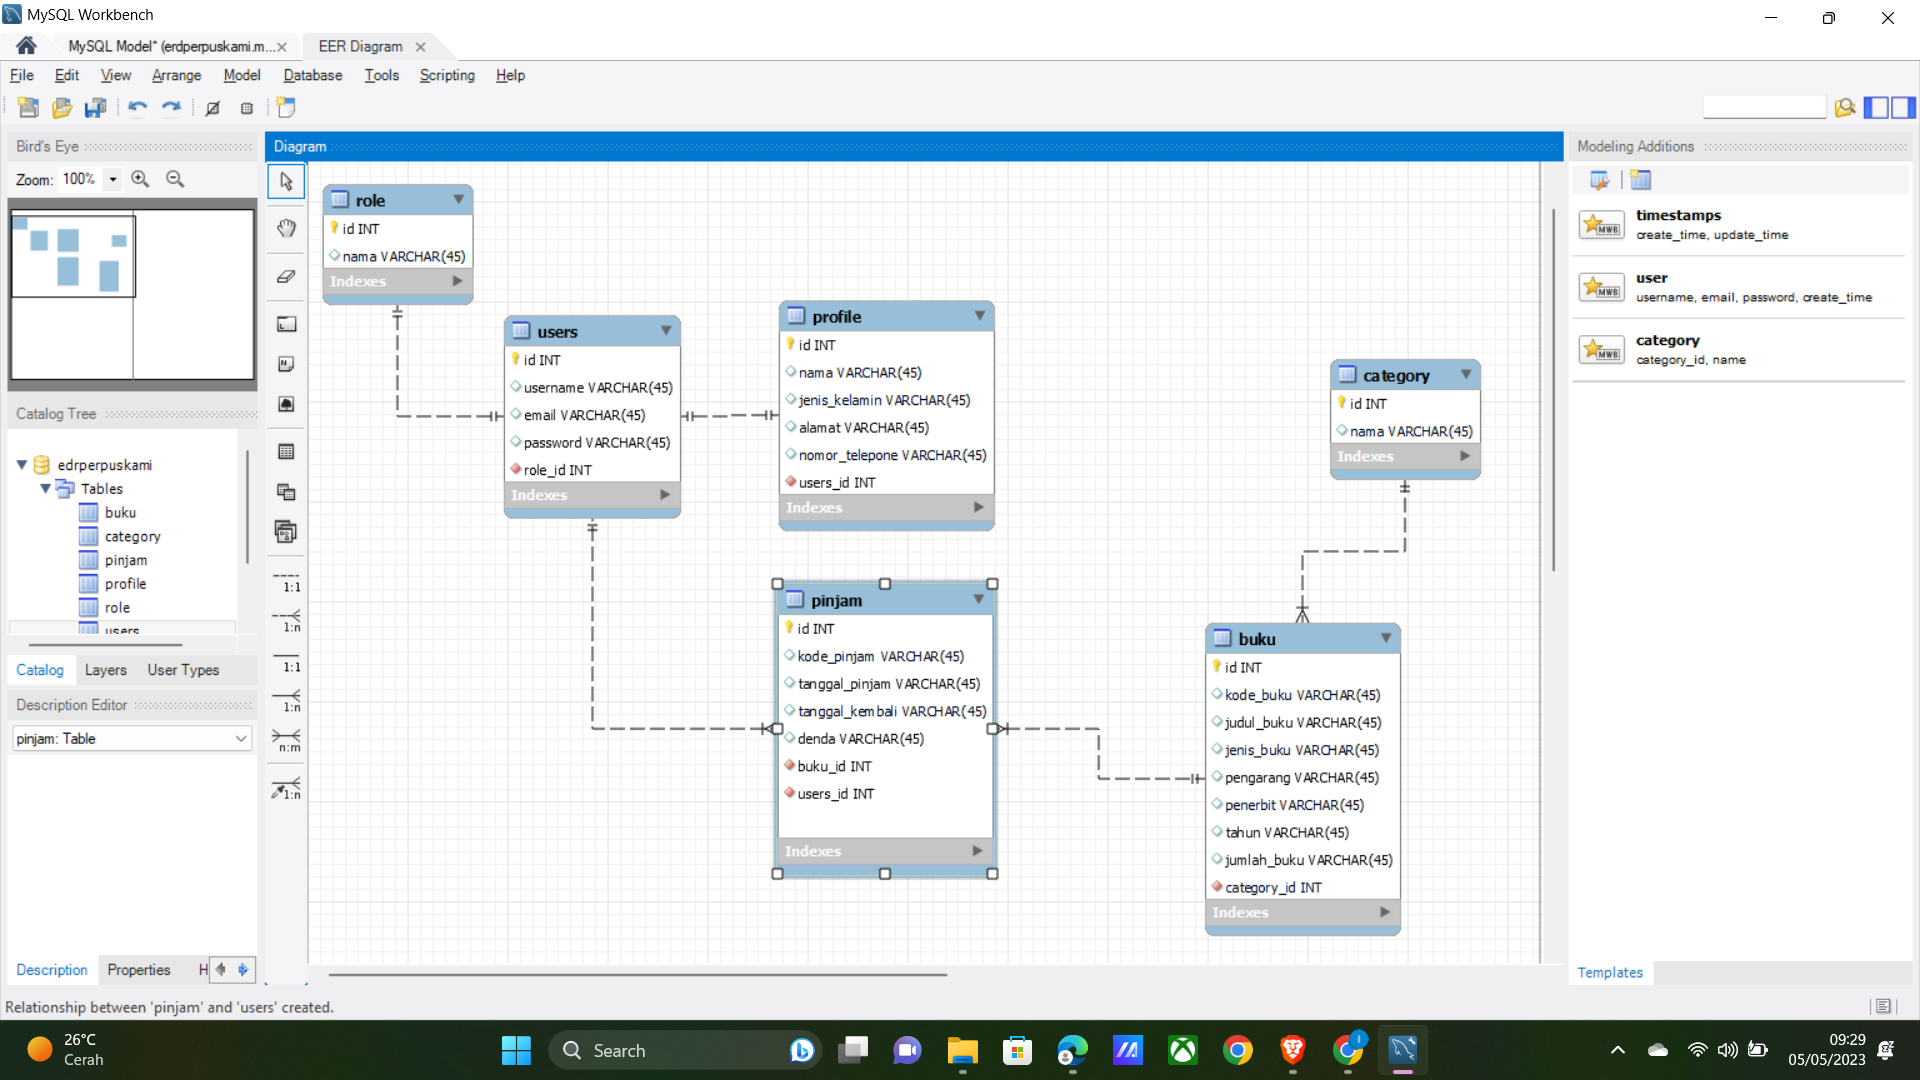 MySQL Workbench
MySQL Model* (erdperpuskami.m...
EER Diagram
File Edit View Arrange Model Database Tools Scripting Help
Bird's Eye
Zoom: 100%
Catalog Tree
edrperpuskami
Tables
buku
category
pinjam
profile
role
users
Catalog Layers User Types
Description Editor
pinjam: Table
Description Properties H
Relationship between 'pinjam' and 'users' created.
1:1
1:n
1:1
1:n
n:m
1:n
Diagram
role
id INT
nama VARCHAR(45)
Indexes
users
id INT
username VARCHAR(45)
email VARCHAR(45)
password VARCHAR(45)
role_id INT
Indexes
profile
id INT
nama VARCHAR(45)
jenis_kelamin VARCHAR(45)
alamat VARCHAR(45)
nomor_telepone VARCHAR(45)
users_id INT
Indexes
pinjam
id INT
kode_pinjam VARCHAR(45)
tanggal_pinjam VARCHAR(45)
tanggal_kembali VARCHAR(45)
denda VARCHAR(45)
buku_id INT
users_id INT
Indexes
category
id INT
nama VARCHAR(45)
Indexes
buku
id INT
kode_buku VARCHAR(45)
judul_buku VARCHAR(45)
jenis_buku VARCHAR(45)
pengarang VARCHAR(45)
penerbit VARCHAR(45)
tahun VARCHAR(45)
jumlah_buku VARCHAR(45)
category_id INT
Indexes
Modeling Additions
MWB
timestamps
create_time, update_time
MWB
user
username, email, password, create_time
MWB
category
category_id, name
Templates
26°C
Cerah
Search
1
09:29
05/05/2023